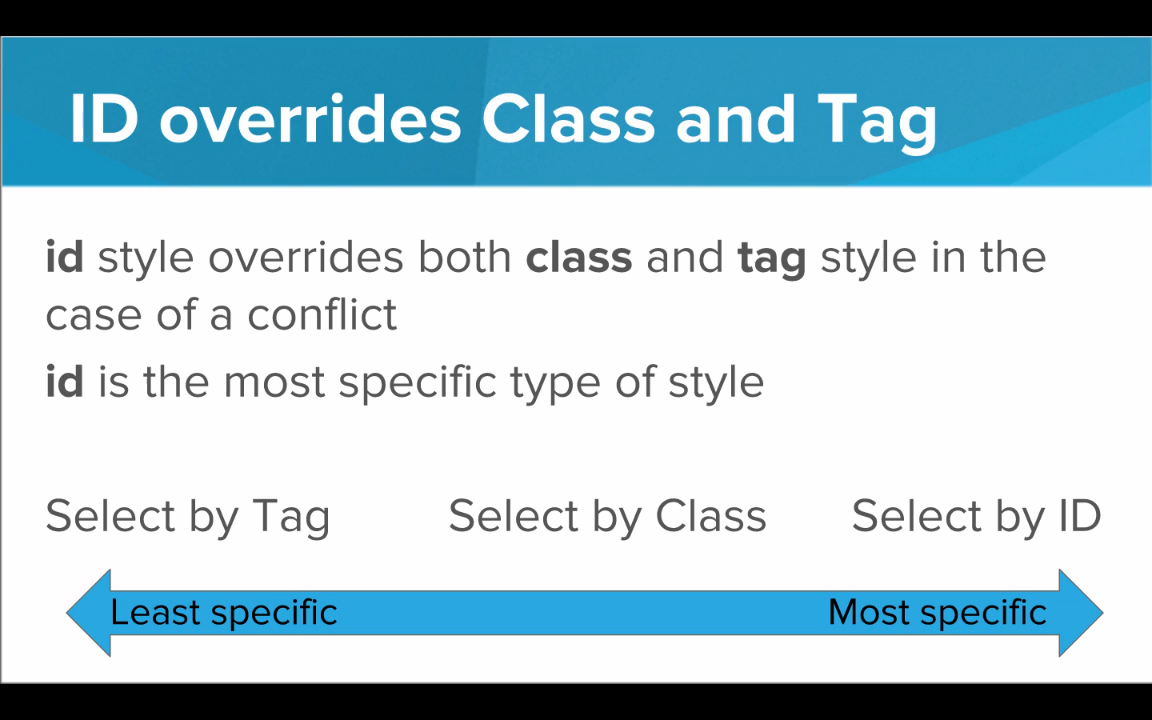 ID overrides Class and Tag
id style overrides both class and tag style in the
case of a conflict
id is the most specific type of style
Select by Tag Select by Class Select by ID
Least specific Most specific